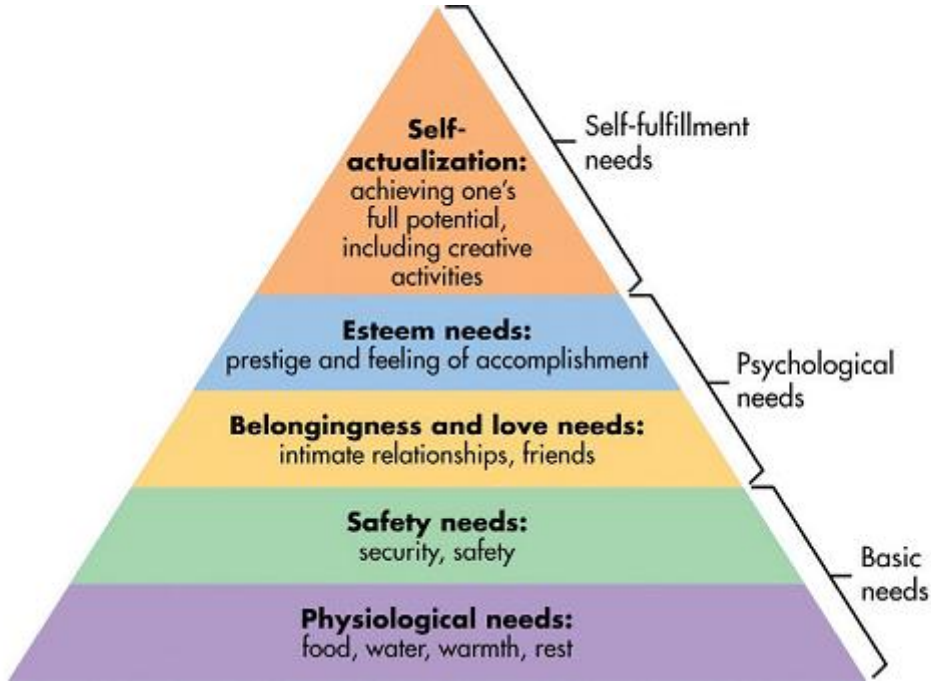 Self-
actualization:
achieving one's
full potential,
including creative
activities
Self-fulfillment
needs
Esteem needs:
prestige and feeling of accomplishment
Belongingness and love needs:
intimate relationships, friends
Psychological
needs
Safety needs:
security, safety
Physiological needs:
food, water, warmth, rest
Basic
needs